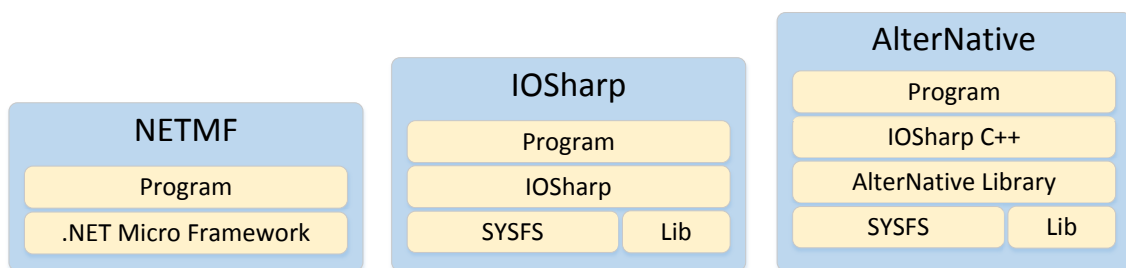 NETMF
Program
.NET Micro Framework
IOSharp
Program
IOSharp
SYSFS Lib
AlterNative
Program
IOSharp C++
AlterNative Library
SYSFS Lib